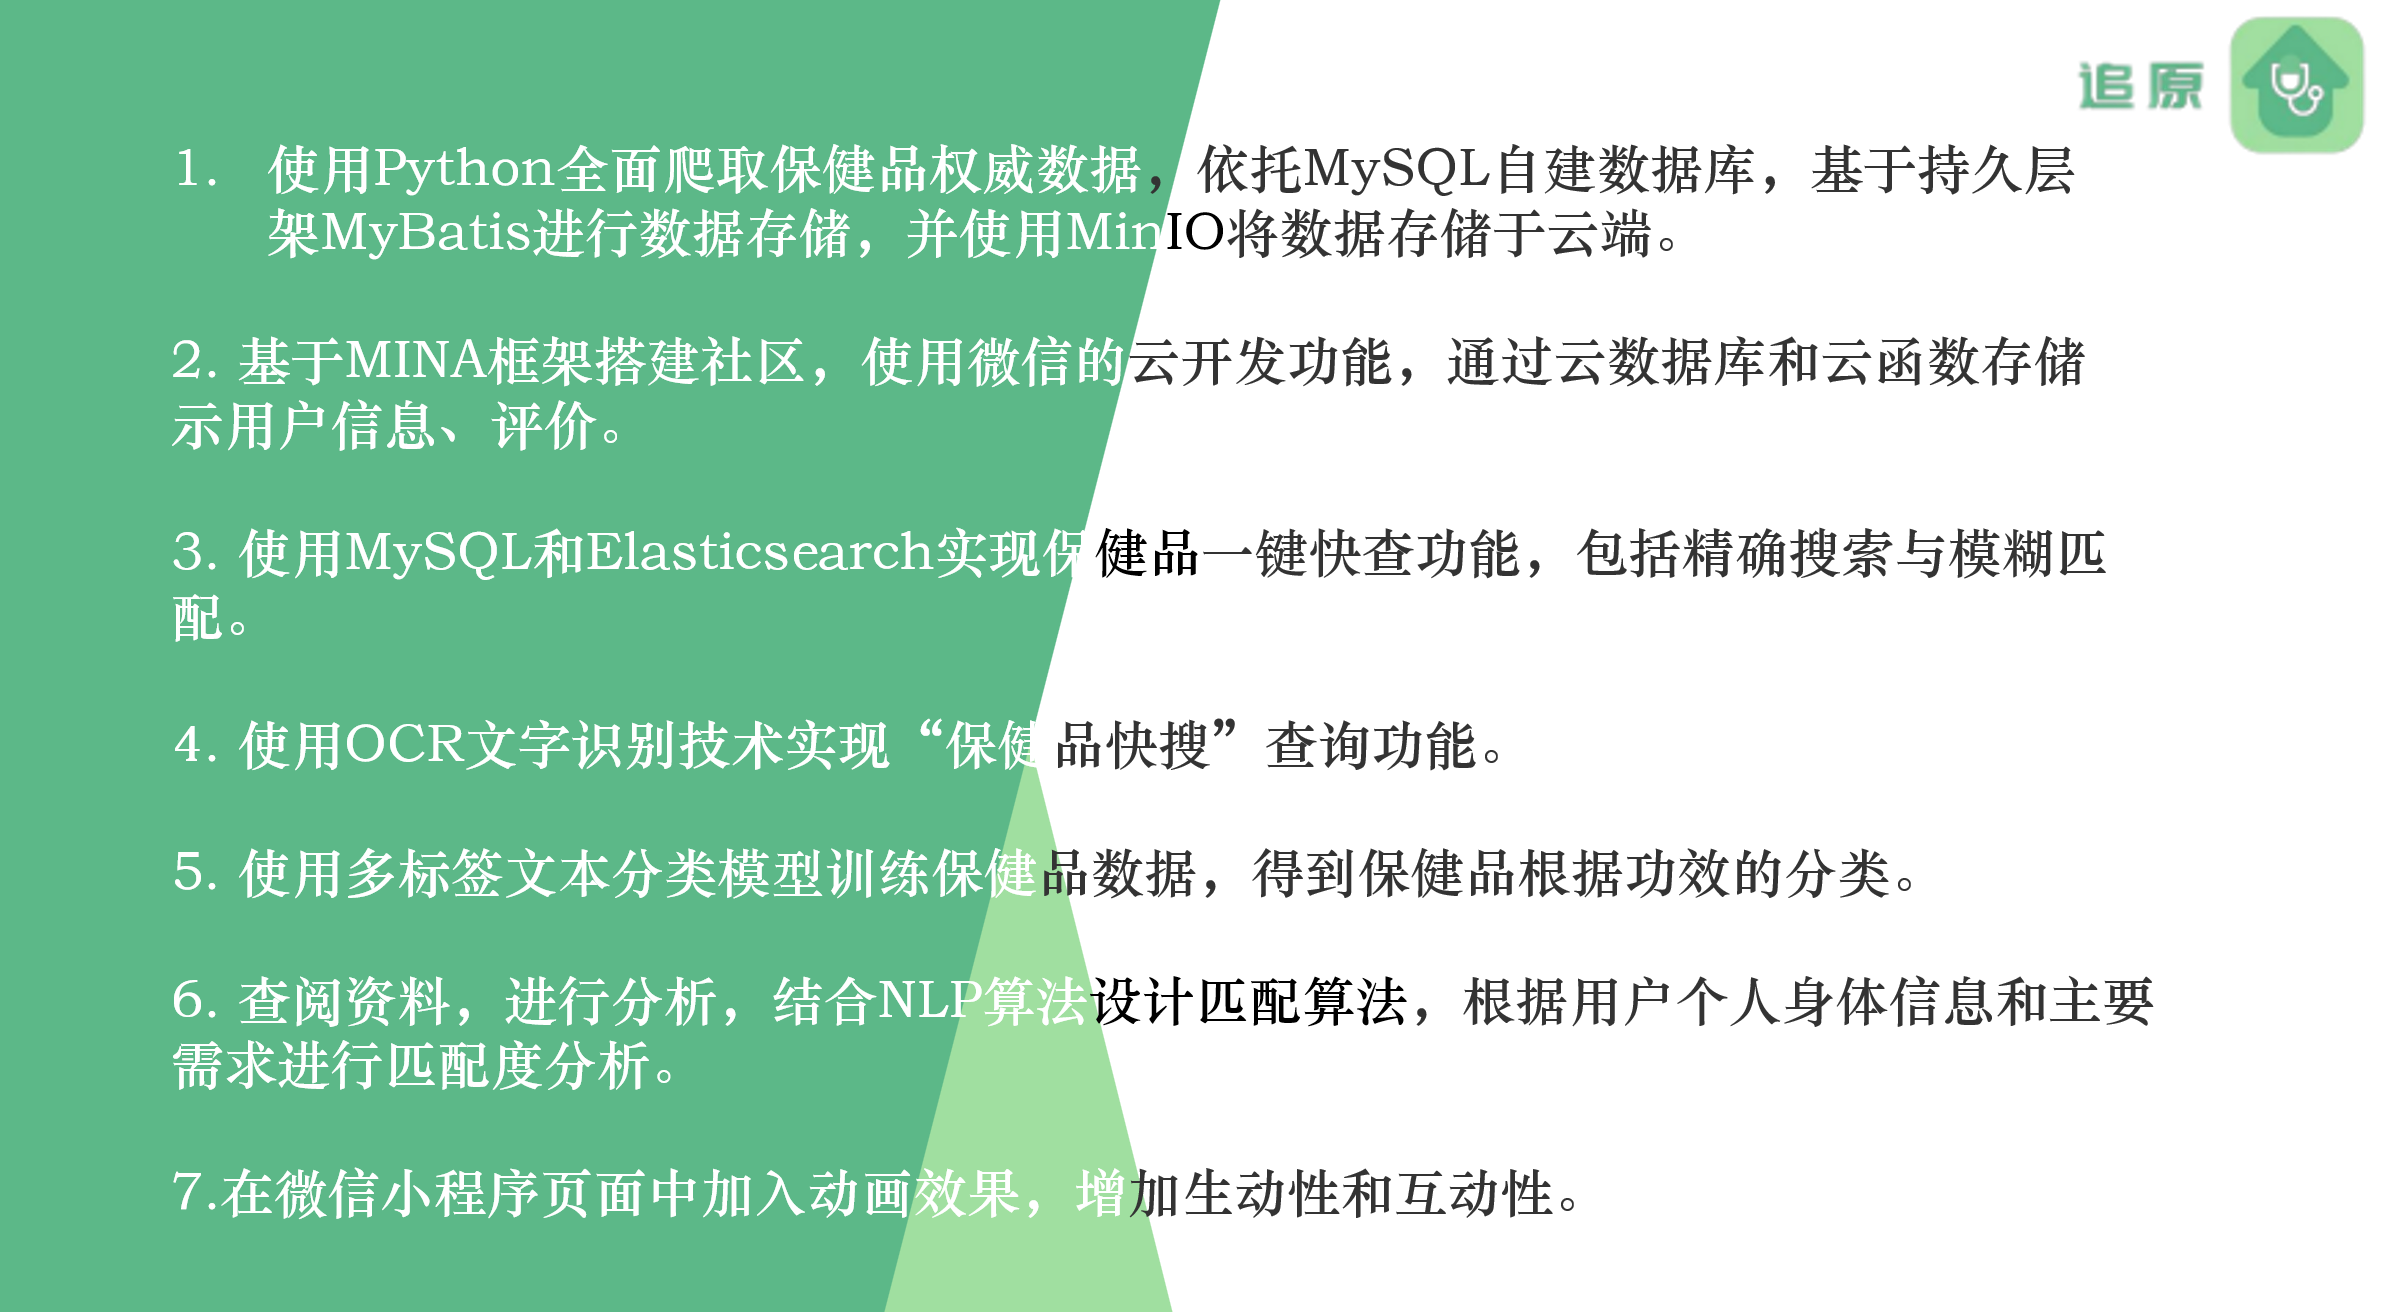 追原
1. 使用Python全面爬取保健品权威数据，依托MySQL自建数据库，基于持久层
架MyBatis进行数据存储，并使用MinIO将数据存储于云端。
2. 基于MINA框架搭建社区，使用微信的云开发功能，通过云数据库和云函数存储
示用户信息、评价。
3. 使用MySQL和Elasticsearch实现保健品一键快查功能，包括精确搜索与模糊匹
配。
4. 使用OCR文字识别技术实现“保健品快搜”查询功能。
5. 使用多标签文本分类模型训练保健品数据，得到保健品根据功效的分类。
6. 查阅资料，进行分析，结合NLP算法设计匹配算法，根据用户个人身体信息和主要
需求进行匹配度分析。
7.在微信小程序页面中加入动画效果，增加生动性和互动性。